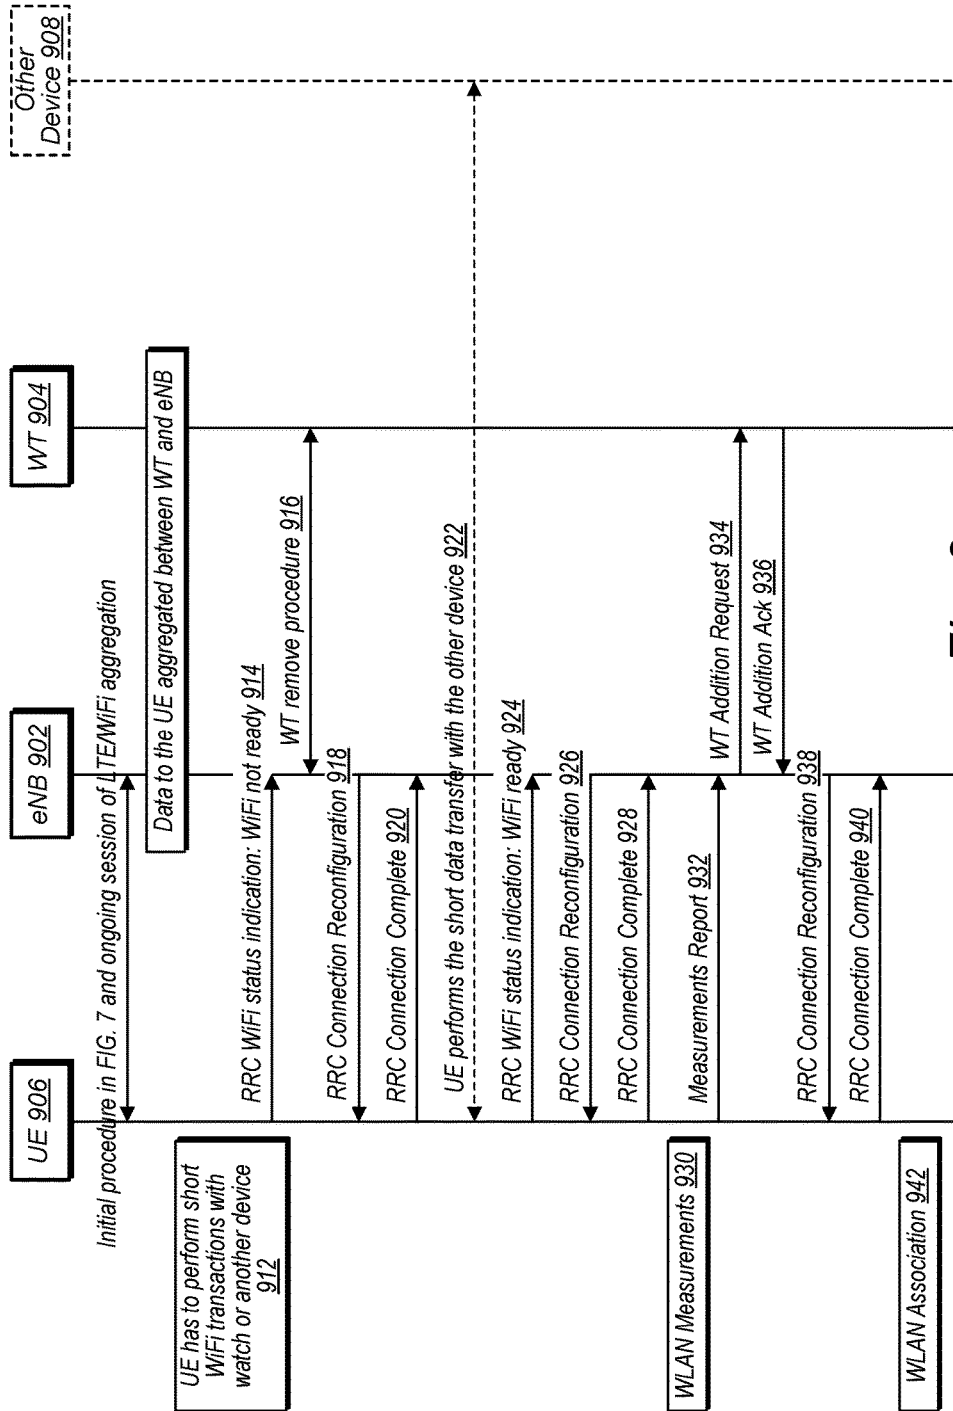 UE 906
eNB 902
WT 904
Other
Device 908
Initial procedure in FIG. 7 and ongoing session of LTE/WiFi aggregation
Data to the UE aggregated between WT and eNB
UE has to perform short
WiFi transactions with
watch or another device
912
RRC WiFi status indication: WiFi not ready 914
WT remove procedure 916
RRC Connection Reconfiguration 918
RRC Connection Complete 920
UE performs the short data transfer with the other device 922
RRC WiFi status indication: WiFi ready 924
RRC Connection Reconfiguration 926
RRC Connection Complete 928
WLAN Measurements 930
Measurements Report 932
WT Addition Request 934
WT Addition Ack 936
RRC Connection Reconfiguration 938
RRC Connection Complete 940
WLAN Association 942